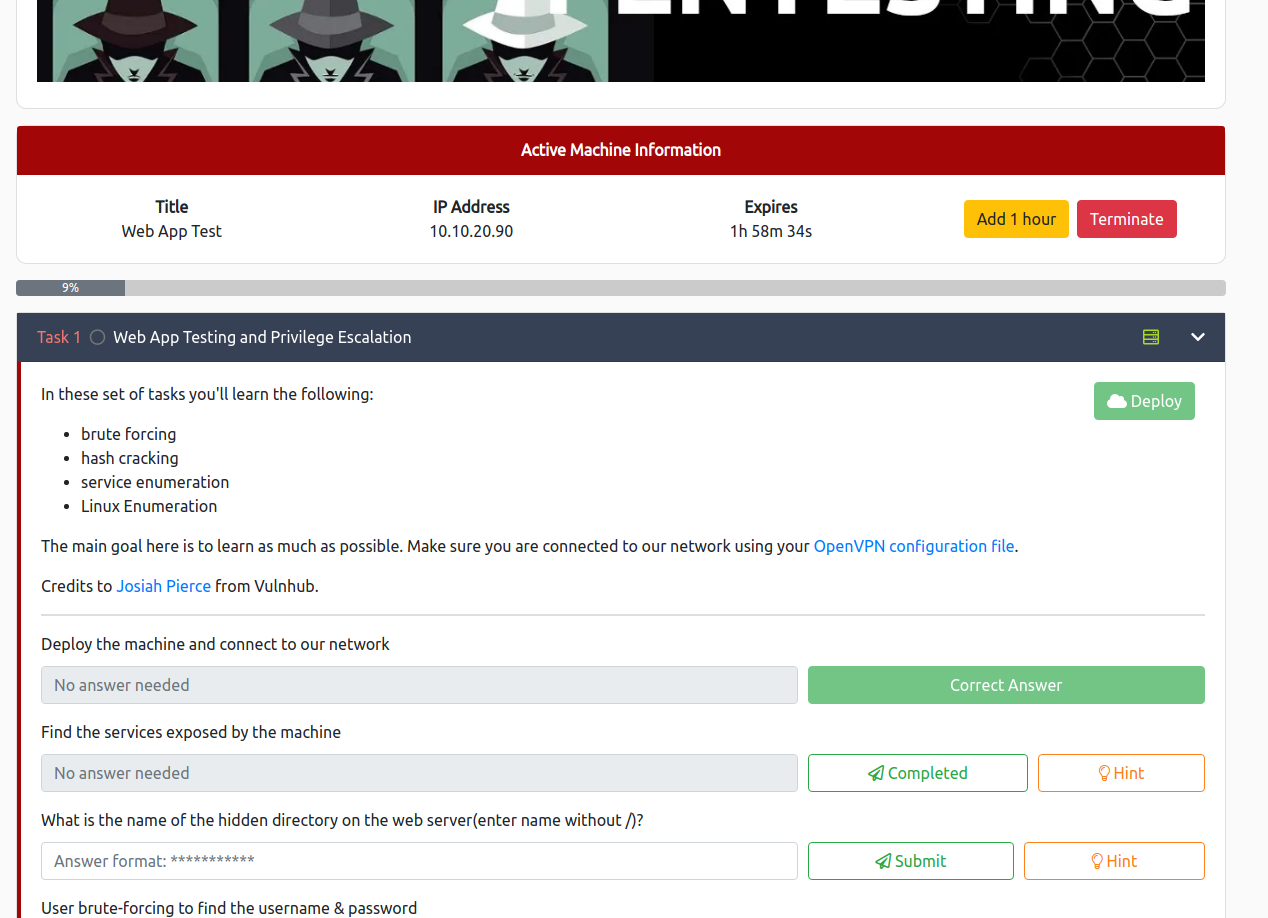 PENTESTING
Active Machine Information
Title
IP Address
Expires
Web App Test
10.10.20.90
1h 58m 34s
Add 1 hour
Terminate
9%
Task 1 Web App Testing and Privilege Escalation
In these set of tasks you'll learn the following:
Deploy
• brute forcing
• hash cracking
• service enumeration
• Linux Enumeration
The main goal here is to learn as much as possible. Make sure you are connected to our network using your OpenVPN configuration file.
Credits to Josiah Pierce from Vulnhub.
Deploy the machine and connect to our network
No answer needed
Correct Answer
Find the services exposed by the machine
No answer needed
Completed
Hint
What is the name of the hidden directory on the web server(enter name without /)?
Answer format: ***********
Submit
Hint
User brute-forcing to find the username & password